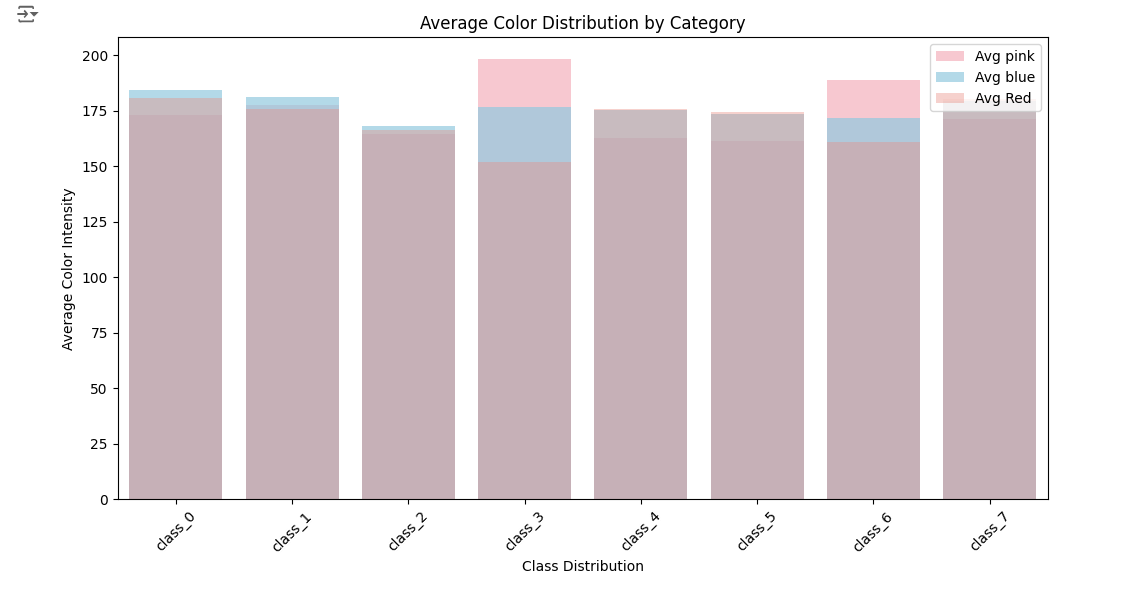 Average Color Distribution by Category
Avg pink
Avg blue
Avg Red
200
175
150
125
100
75
50
25
0
Average Color Intensity
class_0
class_1
class_2
class_3
class_4
class_5
class_6
class_7
Class Distribution